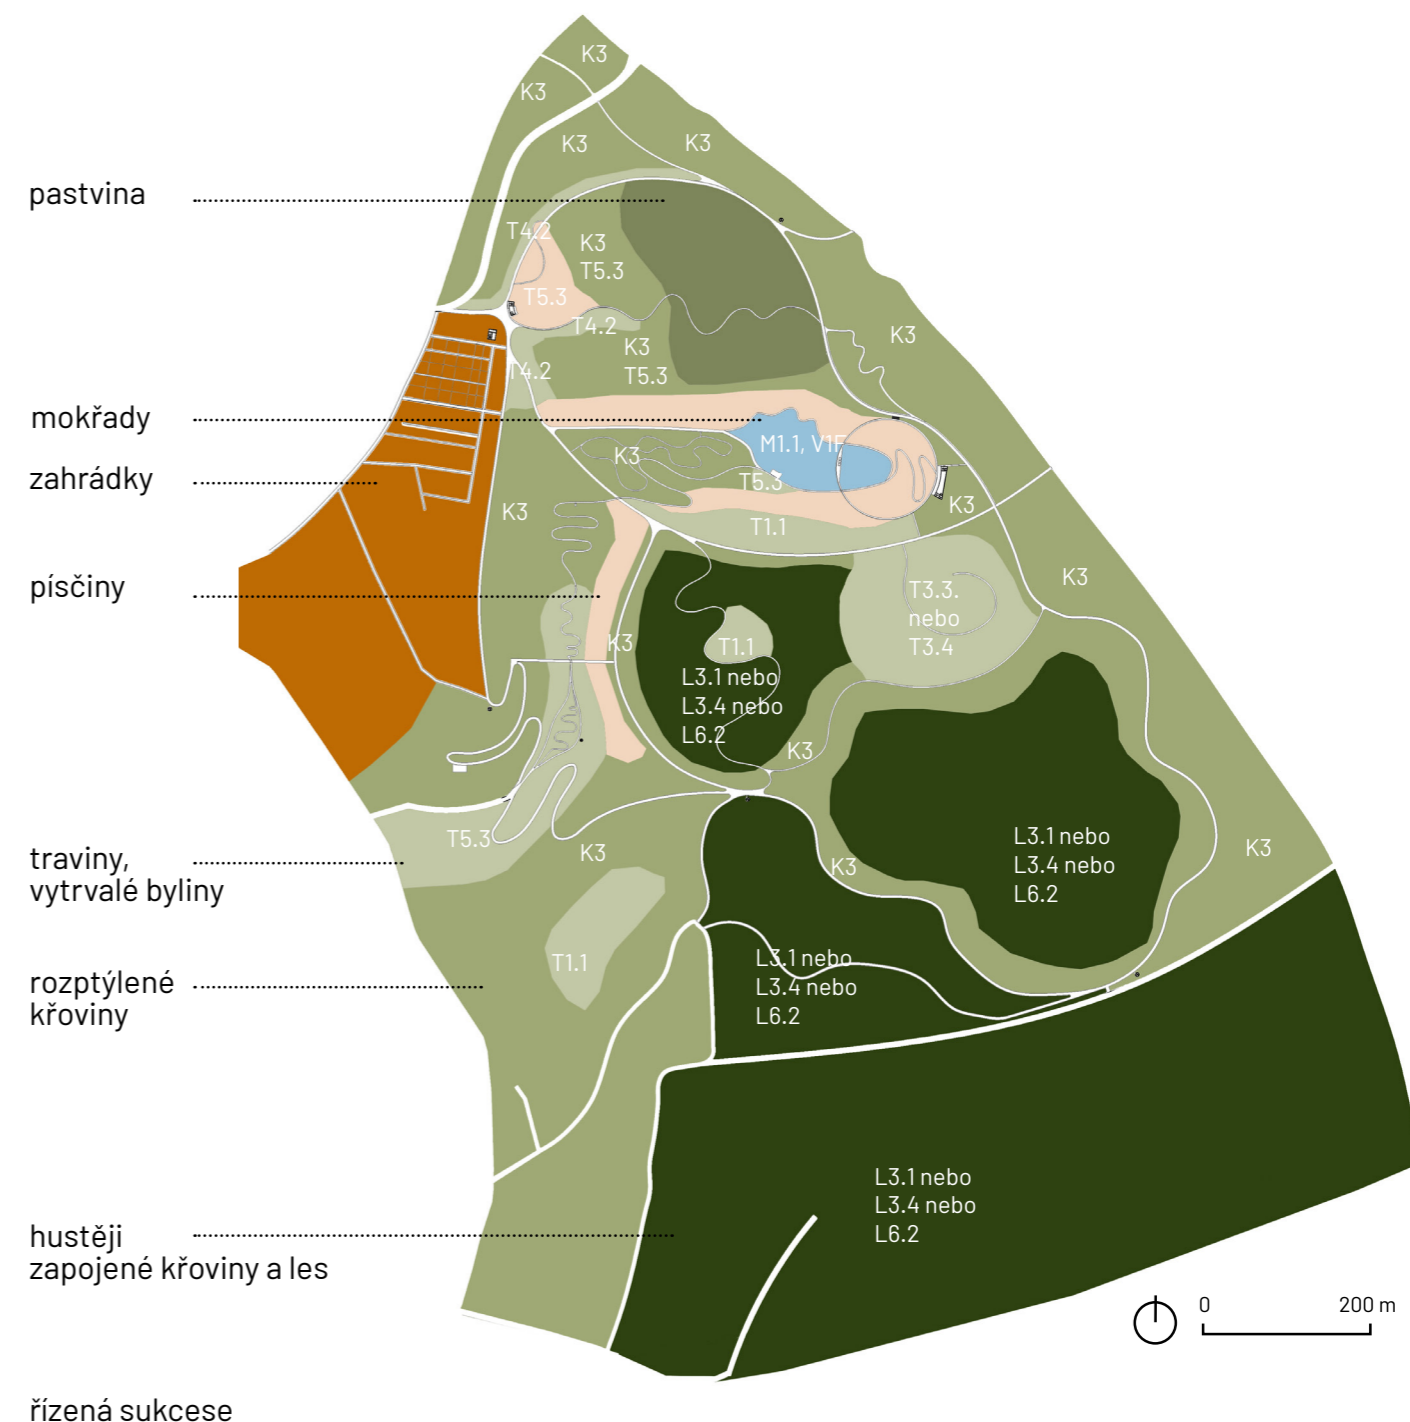 K3
K3
K3
K3
pastvina
T4.2
K3
T5.3
T5.3
T4.2
K3
K3
T5.3
T4.2
mokřady
M1.1, V1F
K3
zahrádky
T5.3
K3
K3
T1.1
K3
písčiny
T3.3.
nebo
T3.4
K3
T1.1
L3.1 nebo
L3.4 nebo
L6.2
K3
L3.1 nebo
L3.4 nebo
L6.2
T5.3
K3
K3
K3
traviny,
vytrvalé byliny
T1.1
L3.1 nebo
L3.4 nebo
L6.2
rozptýlené
křoviny
L3.1 nebo
L3.4 nebo
L6.2
hustěji
zapojené křoviny a les
0 200 m
řízená sukcese